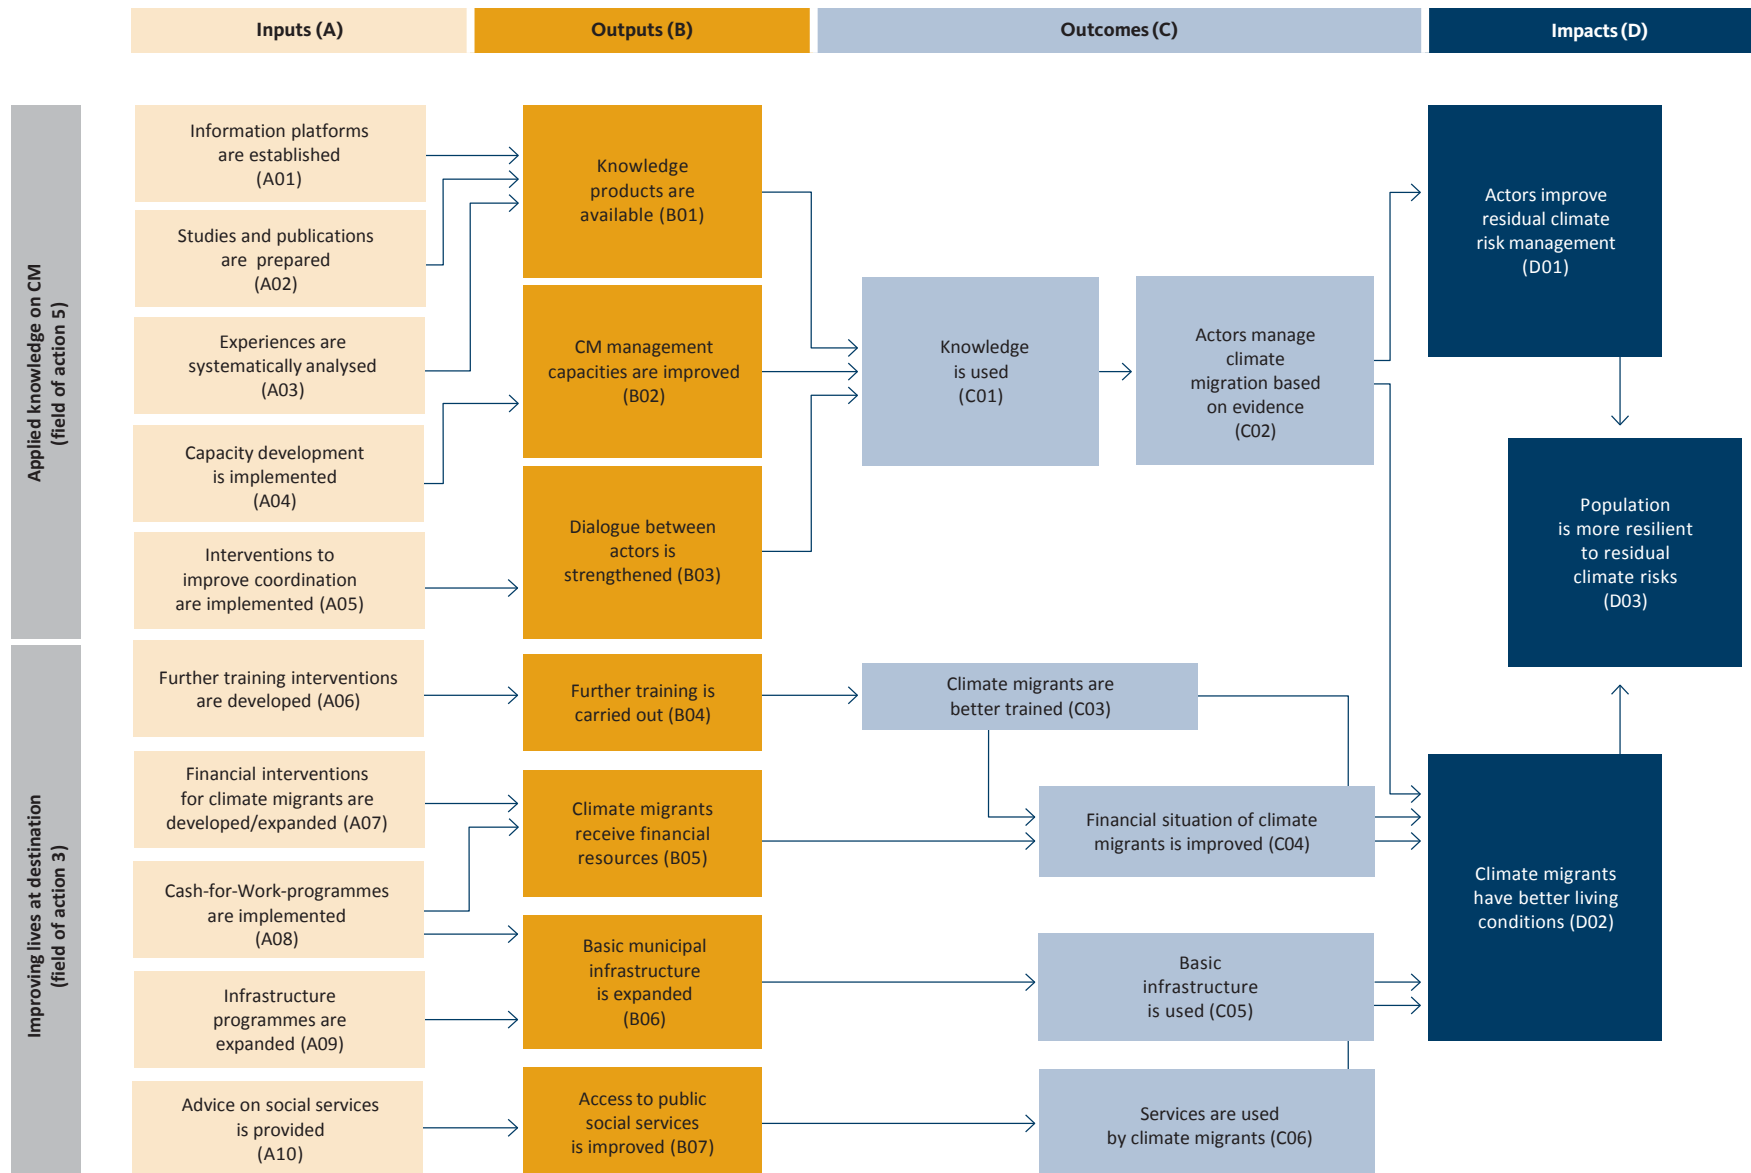 Inputs (A)
Outputs (B)
Outcomes (C)
Impacts (D)
Applied knowledge on CM
(field of action 5)
Information platforms
are established
(A01)
Studies and publications
are prepared
(A02)
Experiences are
systematically analysed
(A03)
Capacity development
is implemented
(A04)
Interventions to
improve coordination
are implemented (A05)
Knowledge
products are
available (B01)
CM management
capacities are improved
(B02)
Dialogue between
actors is
strengthened (B03)
Knowledge
is used
(C01)
Actors manage
climate
migration based
on evidence
(C02)
Actors improve
residual climate
risk management
(D01)
Population
is more resilient
to residual
climate risks
(D03)
Improving lives at destination
(field of action 3)
Further training interventions
are developed (A06)
Financial interventions
for climate migrants are
developed/expanded (A07)
Cash-for-Work-programmes
are implemented
(A08)
Infrastructure
programmes are
expanded (A09)
Advice on social services
is provided
(A10)
Further training is
carried out (B04)
Climate migrants
receive financial
resources (B05)
Basic municipal
infrastructure
is expanded
(B06)
Access to public
social services
is improved (B07)
Climate migrants are
better trained (C03)
Financial situation of climate
migrants is improved (C04)
Basic
infrastructure
is used (C05)
Services are used
by climate migrants (C06)
Climate migrants
have better living
conditions (D02)